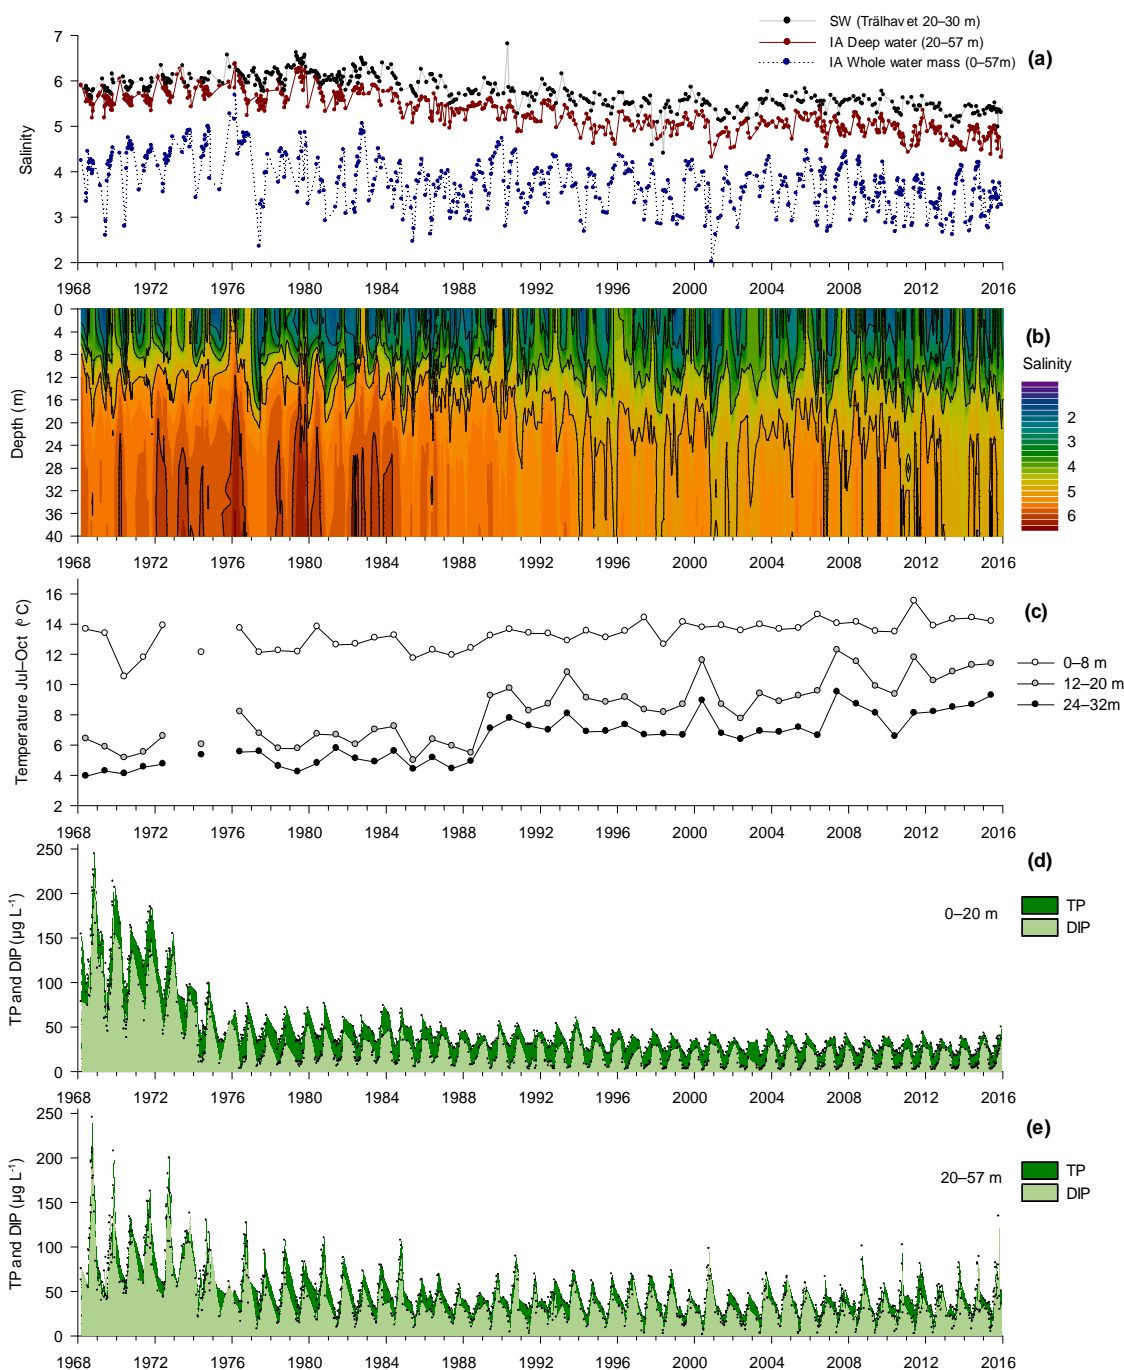 SW (Trälhavet 20–30 m)
IA Deep water (20–57 m)
IA Whole water mass (0–57m)
(a)
7
6
5
4
3
2
Salinity
1968 1972 1976 1980 1984 1988 1992 1996 2000 2004 2008 2012 2016
(b)
0
4
8
12
16
20
24
28
32
36
40
Depth (m)
Salinity
2
3
4
5
6
1968 1972 1976 1980 1984 1988 1992 1996 2000 2004 2008 2012 2016
(c)
16
14
12
10
8
6
4
2
Temperature Jul–Oct (ºC)
0–8 m
12–20 m
24–32m
1968 1972 1976 1980 1984 1988 1992 1996 2000 2004 2008 2012 2016
(d)
250
200
150
100
50
0
TP and DIP (µg L⁻¹)
0–20 m
TP
DIP
1968 1972 1976 1980 1984 1988 1992 1996 2000 2004 2008 2012 2016
(e)
250
200
150
100
50
0
TP and DIP (µg L⁻¹)
20–57 m
TP
DIP
1968 1972 1976 1980 1984 1988 1992 1996 2000 2004 2008 2012 2016